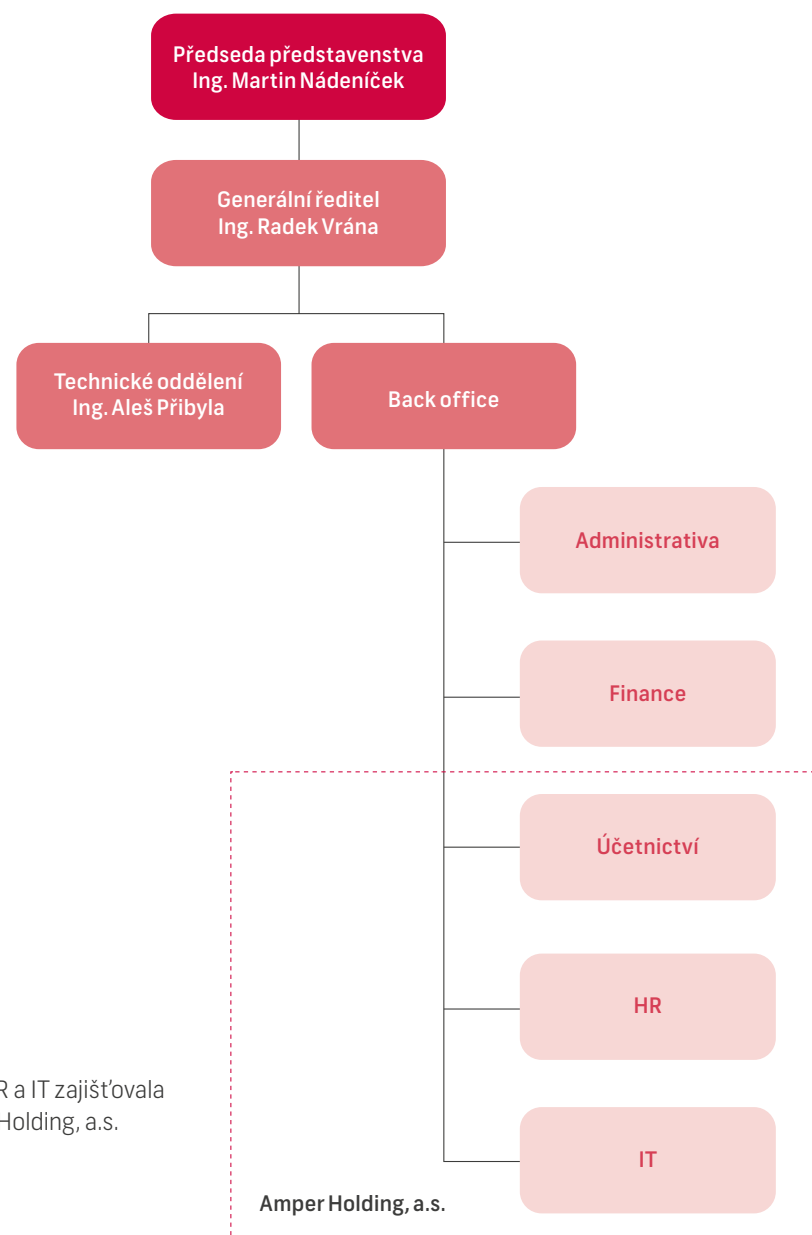 Předseda představenstva
Ing. Martin Nádeníček
Generální ředitel
Ing. Radek Vrána
Technické oddělení
Ing. Aleš Přibyla
Back office
Administrativa
Finance
Účetnictví
HR
R a IT zajišťovala
Holding, a.s.
IT
Amper Holding, a.s.